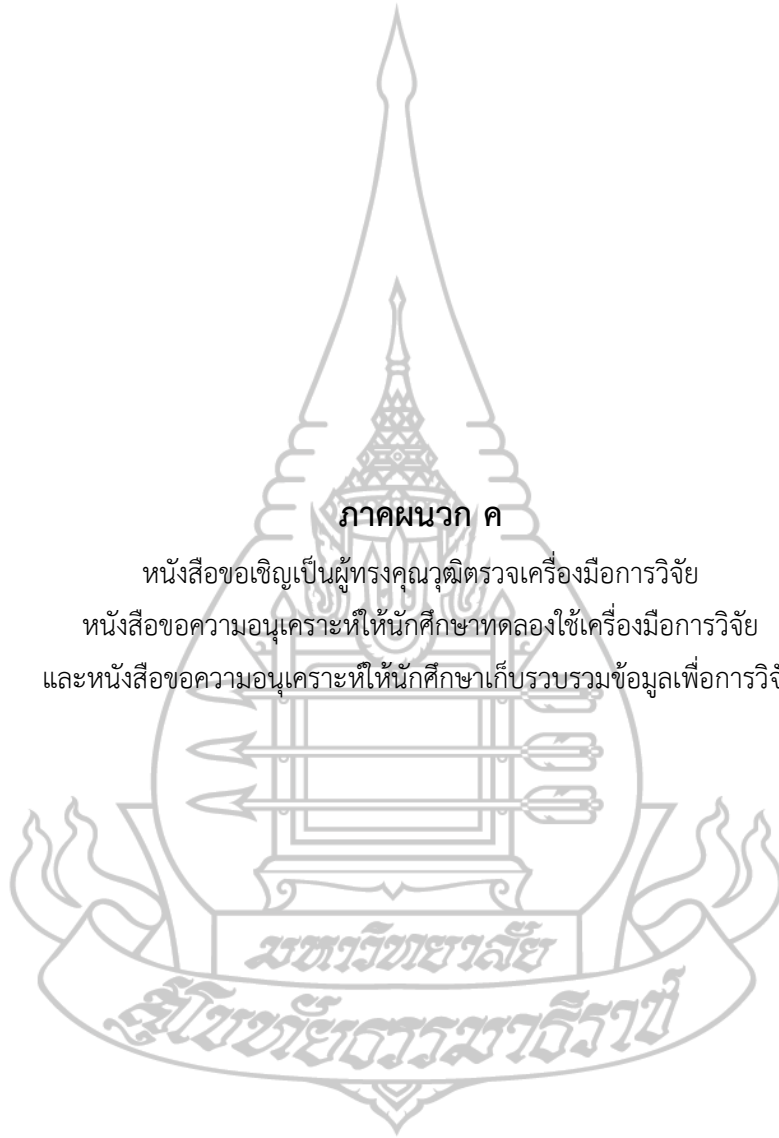 ภาคผนวก ค
หนังสือขอเชิญเป็นผู้ทรงคุณวุฒิตรวจเครื่องมือการวิจัย
หนังสือขอความอนุเคราะห์ให้นักศึกษาทดลองใช้เครื่องมือการวิจัย
และหนังสือขอความอนุเคราะห์ให้นักศึกษาเก็บรวบรวมข้อมูลเพื่อการวิจั
มหาวิทยาลัย
สุโขทัยธรรมาธิราช